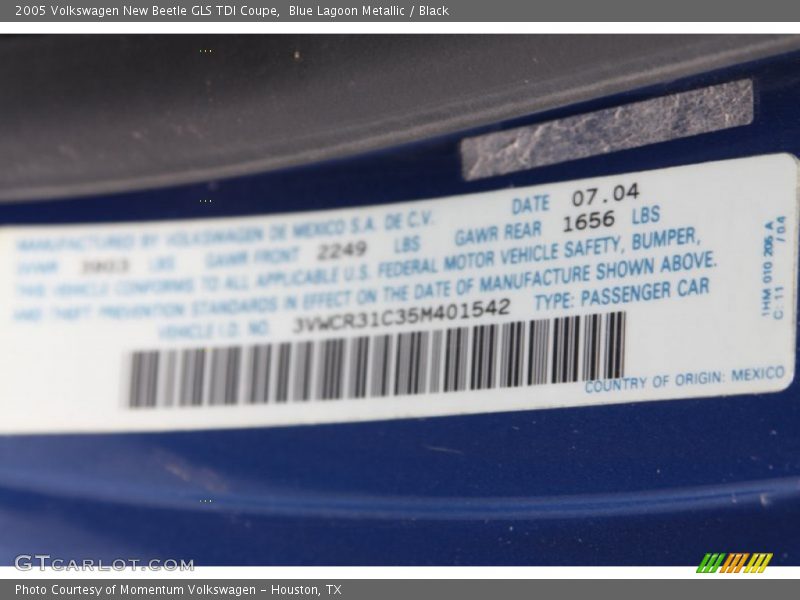 2005 Volkswagen New Beetle GLS TDI Coupe, Blue Lagoon Metallic / Black
DATE 07.04
MANUFACTURED BY VOLKSWAGEN DE MEXICO S.A. DE C.V.
GVWR 3903 LBS GAWR FRONT 2249 LBS GAWR REAR 1656 LBS
THIS VEHICLE CONFORMS TO ALL APPLICABLE U.S. FEDERAL MOTOR VEHICLE SAFETY, BUMPER,
AND THEFT PREVENTION STANDARDS IN EFFECT ON THE DATE OF MANUFACTURE SHOWN ABOVE.
VEHICLE I.D. NO. 3VWCR31C35M401542 TYPE: PASSENGER CAR
COUNTRY OF ORIGIN: MEXICO
1HM 010 205 A
C: 11 / 0.4
GTCARLOT.COM
Photo Courtesy of Momentum Volkswagen - Houston, TX